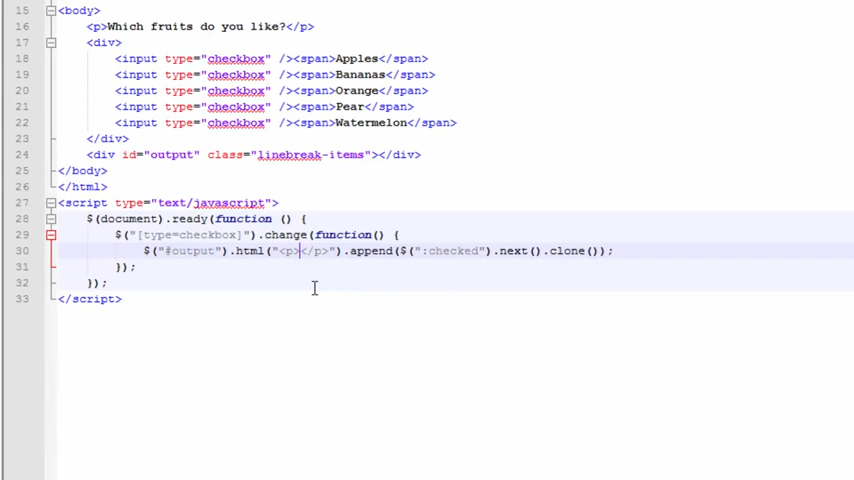 15 <body>
16 <p>Which fruits do you like?</p>
17 <div>
18 <input type="checkbox" /><span>Apples</span>
19 <input type="checkbox" /><span>Bananas</span>
20 <input type="checkbox" /><span>Orange</span>
21 <input type="checkbox" /><span>Pear</span>
22 <input type="checkbox" /><span>Watermelon</span>
23 </div>
24 <div id="output" class="linebreak-items"></div>
25 </body>
26 </html>
27 <script type="text/javascript">
28 $(document).ready(function () {
29 $("[type=checkbox]").change(function() {
30 $("#output").html("<p></p>").append($(":checked").next().clone());
31 });
32 });
33 </script>